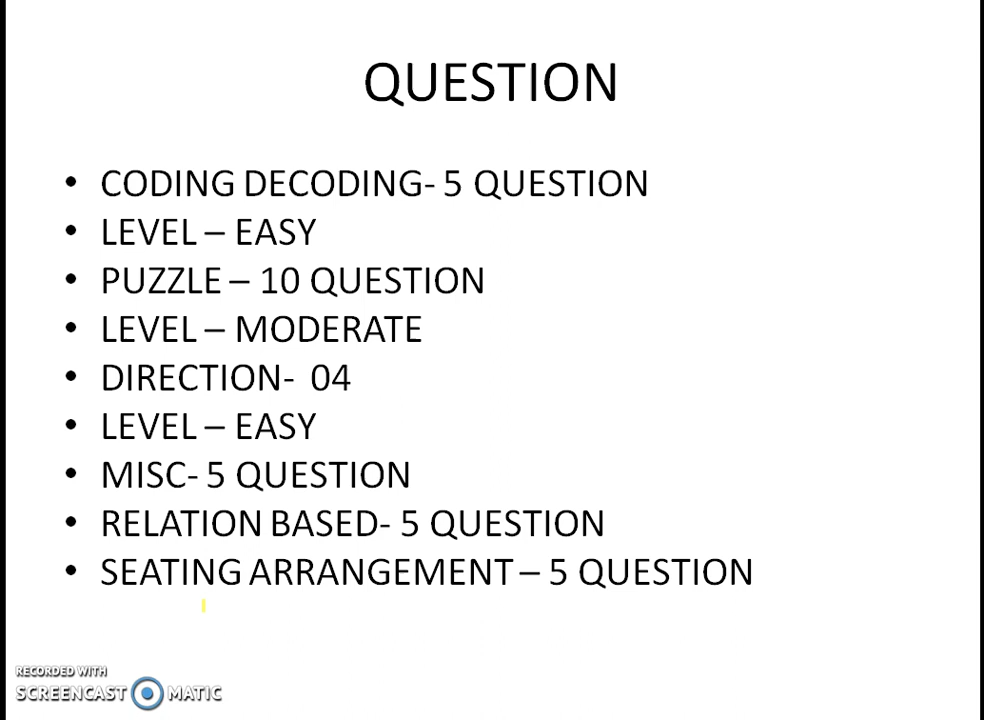 QUESTION
• CODING DECODING- 5 QUESTION
• LEVEL – EASY
• PUZZLE – 10 QUESTION
• LEVEL – MODERATE
• DIRECTION- 04
• LEVEL – EASY
• MISC- 5 QUESTION
• RELATION BASED- 5 QUESTION
• SEATING ARRANGEMENT – 5 QUESTION
RECORDED WITH
SCREENCAST MATIC